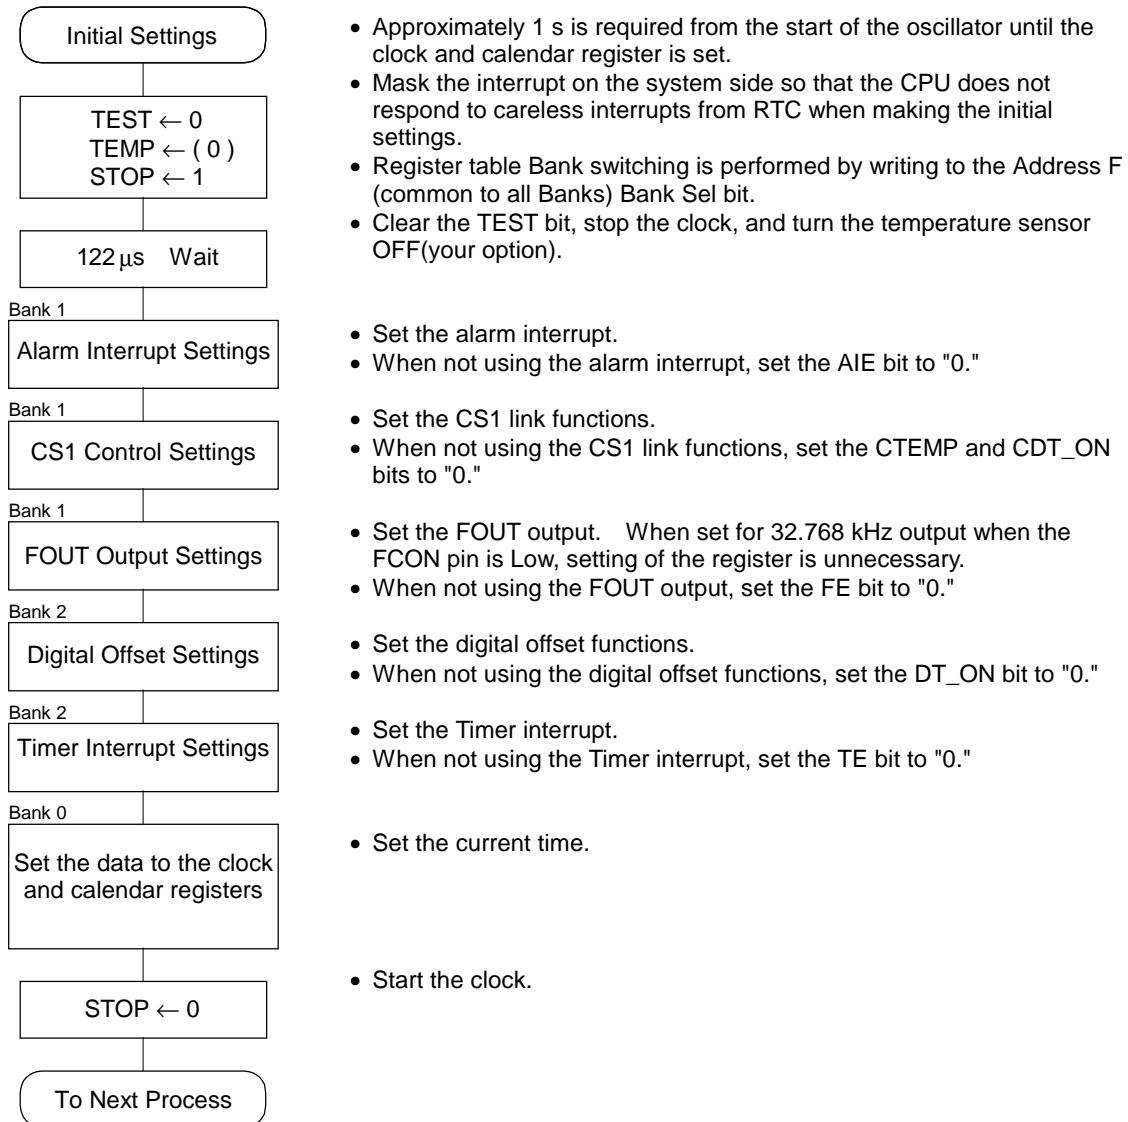 Initial Settings
TEST ← 0
TEMP ← ( 0 )
STOP ← 1
122 μs Wait
Bank 1
Alarm Interrupt Settings
Bank 1
CS1 Control Settings
Bank 1
FOUT Output Settings
Bank 2
Digital Offset Settings
Bank 2
Timer Interrupt Settings
Bank 0
Set the data to the clock
and calendar registers
STOP ← 0
To Next Process
• Approximately 1 s is required from the start of the oscillator until the
clock and calendar register is set.
• Mask the interrupt on the system side so that the CPU does not
respond to careless interrupts from RTC when making the initial
settings.
• Register table Bank switching is performed by writing to the Address F
(common to all Banks) Bank Sel bit.
• Clear the TEST bit, stop the clock, and turn the temperature sensor
OFF(your option).
• Set the alarm interrupt.
• When not using the alarm interrupt, set the AIE bit to "0."
• Set the CS1 link functions.
• When not using the CS1 link functions, set the CTEMP and CDT_ON
bits to "0."
• Set the FOUT output. When set for 32.768 kHz output when the
FCON pin is Low, setting of the register is unnecessary.
• When not using the FOUT output, set the FE bit to "0."
• Set the digital offset functions.
• When not using the digital offset functions, set the DT_ON bit to "0."
• Set the Timer interrupt.
• When not using the Timer interrupt, set the TE bit to "0."
• Set the current time.
• Start the clock.